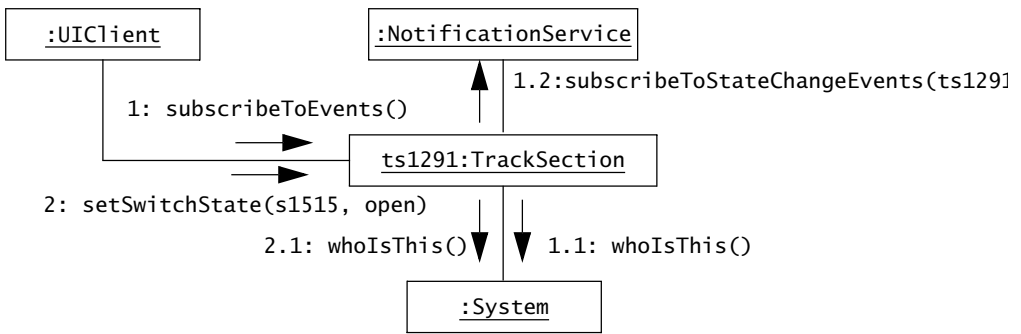 :UIClient
:NotificationService
1.2:subscribeToStateChangeEvents(ts1291
1: subscribeToEvents()
ts1291:TrackSection
2: setSwitchState(s1515, open)
2.1: whoIsThis()
1.1: whoIsThis()
:System